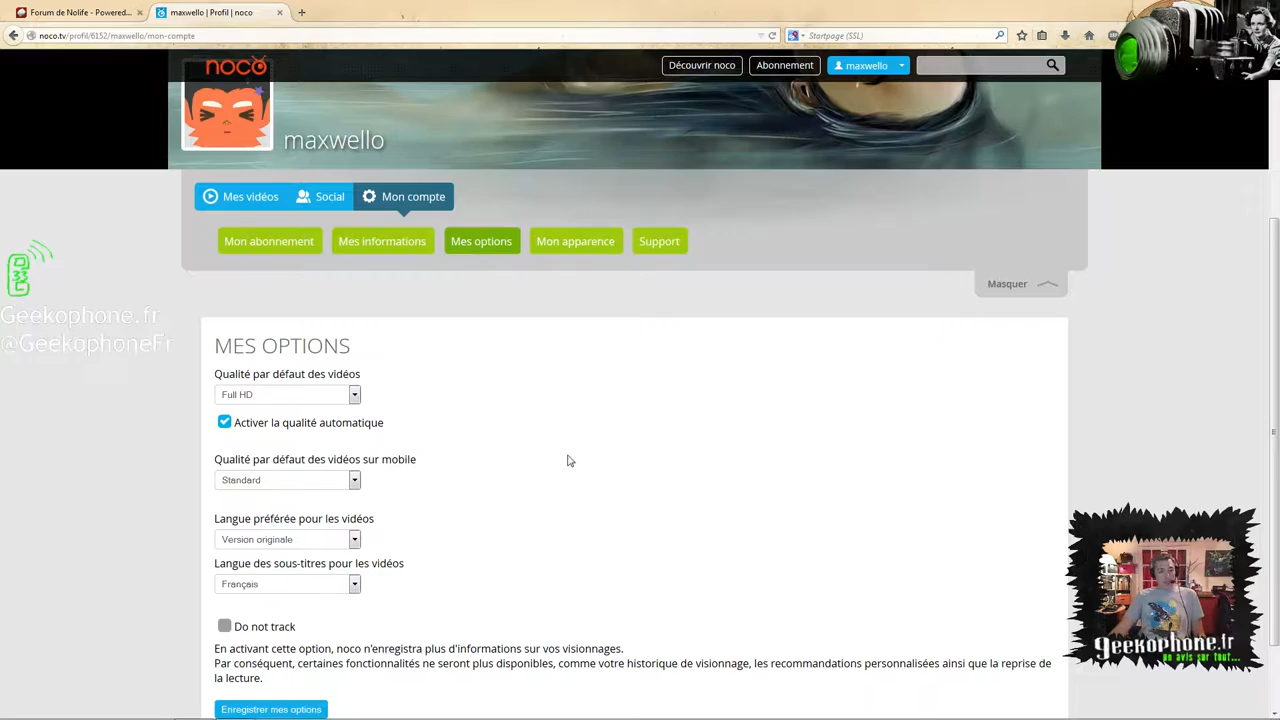 Forum de Nolife - Powered...
maxwello | Profil | noco
noco.tv/profil/6152/maxwello/mon-compte
Startpage (SSL)
noco
Découvrir noco
Abonnement
maxwello
maxwello
Mes vidéos
Social
Mon compte
Mon abonnement
Mes informations
Mes options
Mon apparence
Support
Masquer
33
Geekophone.fr
@GeekophoneFr
MES OPTIONS
Qualité par défaut des vidéos
Full HD
Activer la qualité automatique
Qualité par défaut des vidéos sur mobile
Standard
Langue préférée pour les vidéos
Version originale
Langue des sous-titres pour les vidéos
Français
Do not track
En activant cette option, noco n'enregistra plus d'informations sur vos visionnages.
Par conséquent, certaines fonctionnalités ne seront plus disponibles, comme votre historique de visionnage, les recommandations personnalisées ainsi que la reprise de
la lecture.
Enregistrer mes options
geekophone.fr
un avis sur tout...